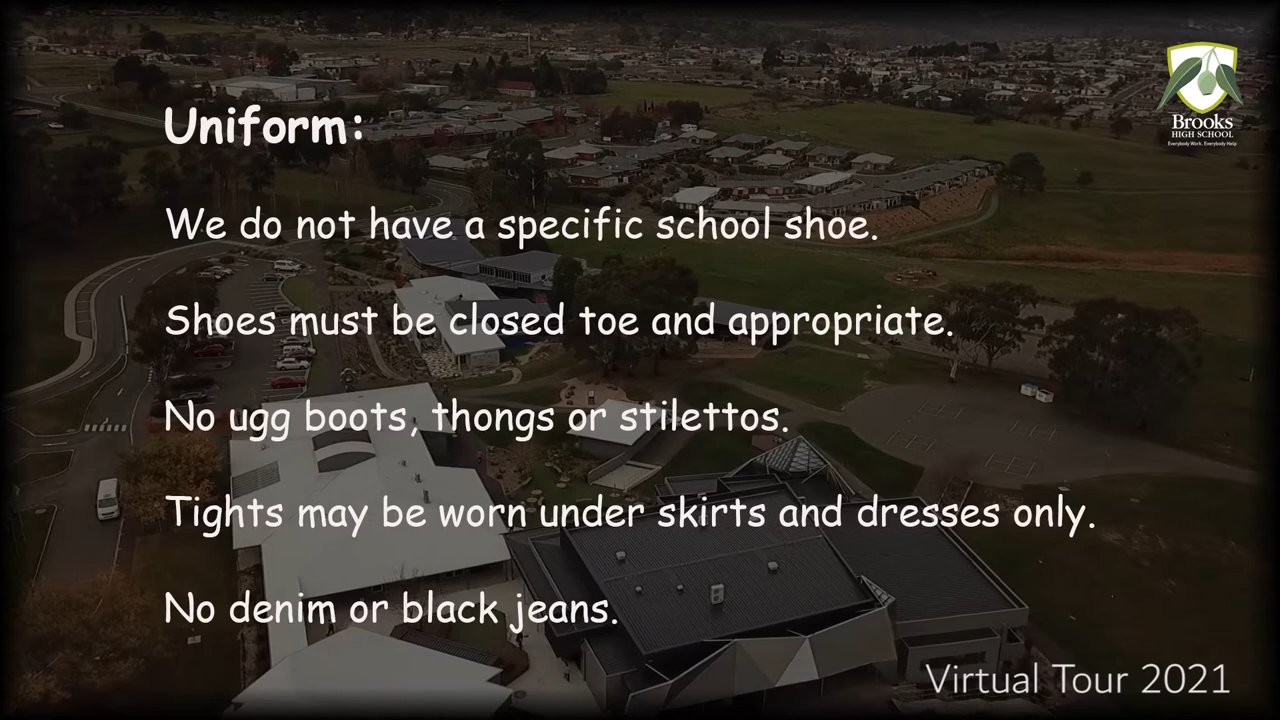 Brooks
HIGH SCHOOL
Everybody Work. Everybody Help
Uniform:
We do not have a specific school shoe.
Shoes must be closed toe and appropriate.
No ugg boots, thongs or stilettos.
Tights may be worn under skirts and dresses only.
No denim or black jeans.
Virtual Tour 2021